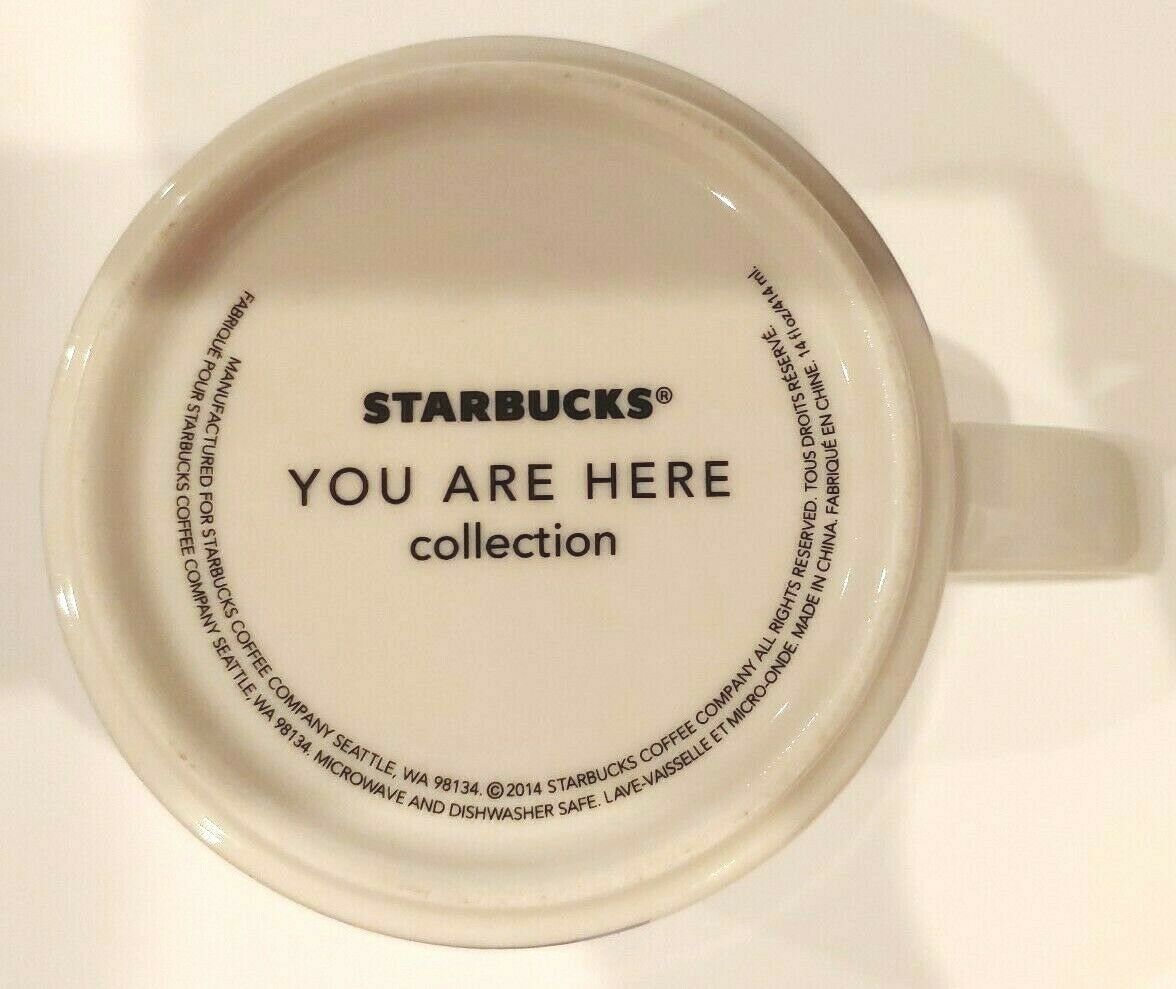 STARBUCKS®
YOU ARE HERE
collection
MANUFACTURED FOR STARBUCKS COFFEE COMPANY SEATTLE, WA 98134. ©2014 STARBUCKS COFFEE COMPANY ALL RIGHTS RESERVED. TOUS DROITS RÉSERVÉ.
FABRIQUÉ POUR STARBUCKS COFFEE COMPANY SEATTLE, WA 98134. MICROWAVE AND DISHWASHER SAFE. LAVE-VAISSELLE ET MICRO-ONDE. MADE IN CHINA. FABRIQUÉ EN CHINE. 14 fl oz/414 ml.